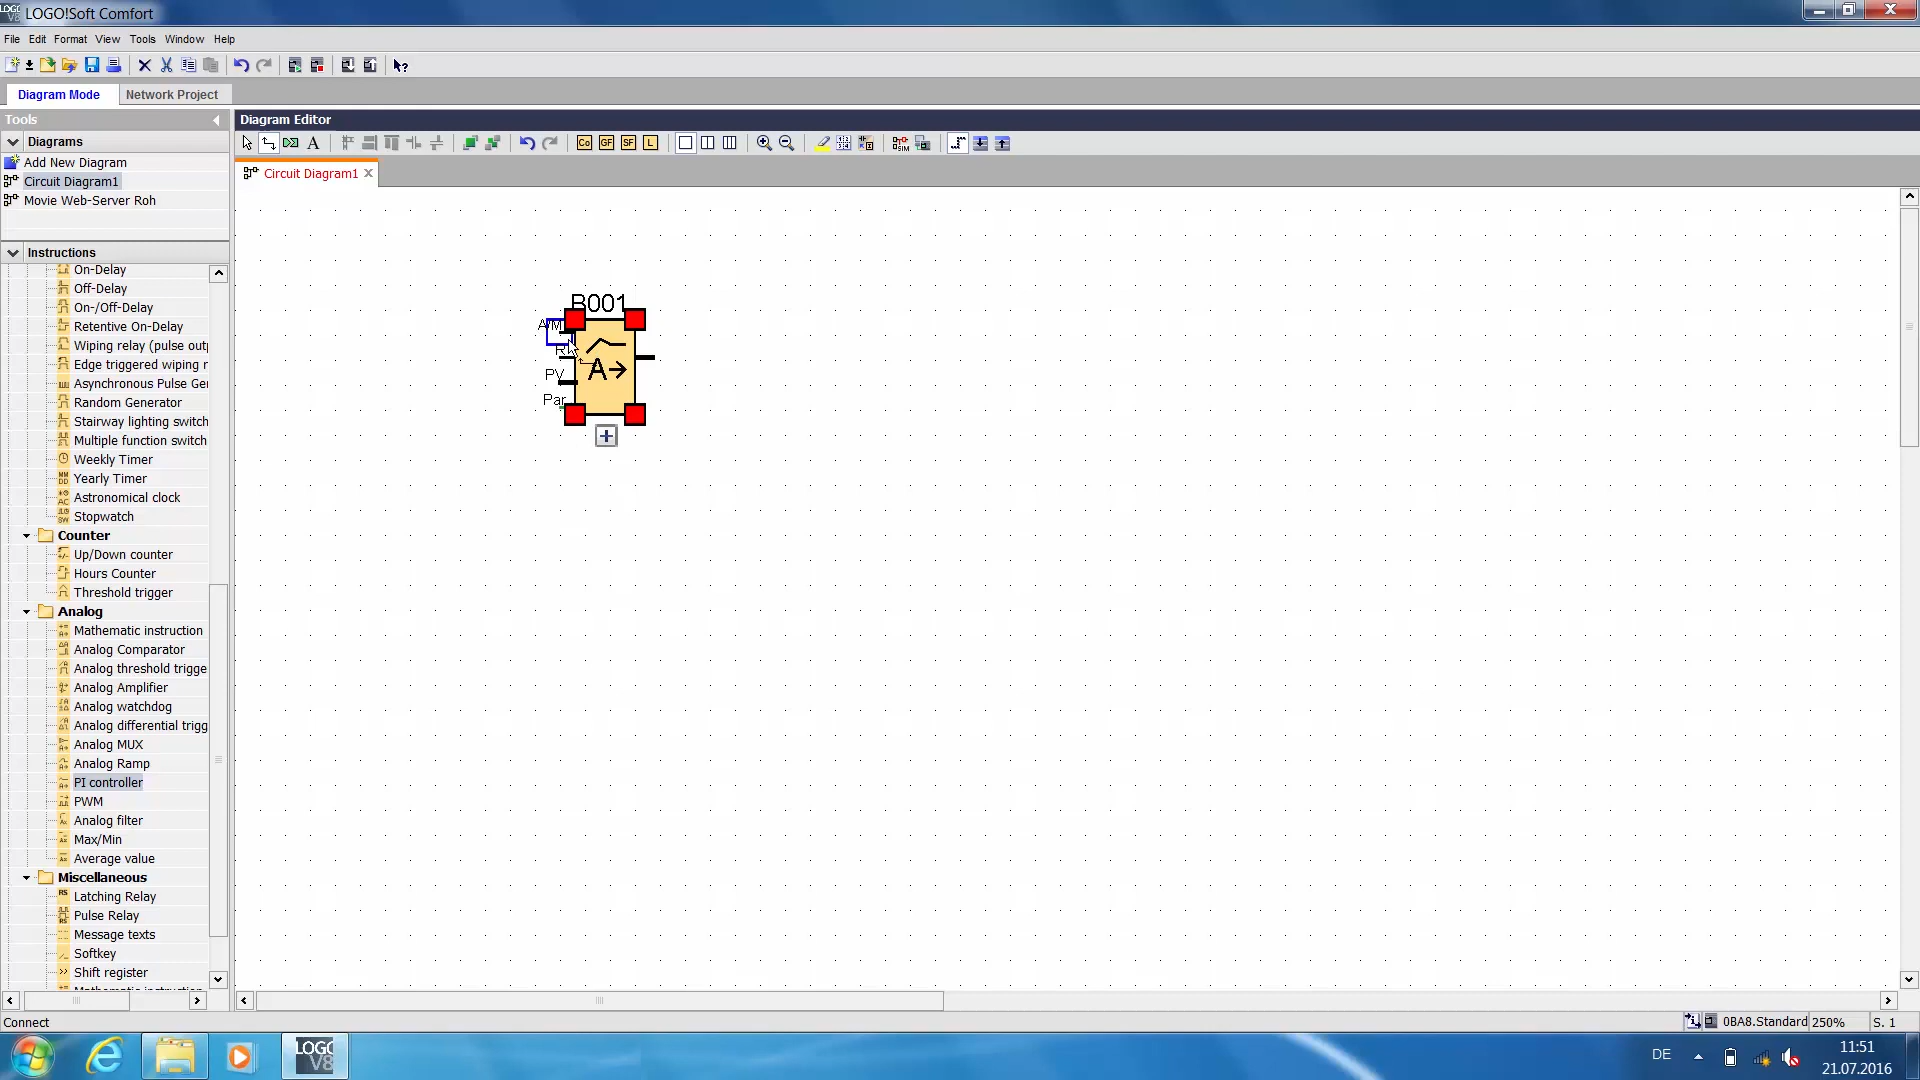 LOGO!Soft Comfort
File Edit Format View Tools Window Help
Diagram Mode Network Project
Tools
Diagrams
Add New Diagram
Circuit Diagram1
Movie Web-Server Roh
Instructions
On-Delay
Off-Delay
On-/Off-Delay
Retentive On-Delay
Wiping relay (pulse outp
Edge triggered wiping r
Asynchronous Pulse Ger
Random Generator
Stairway lighting switch
Multiple function switch
Weekly Timer
Yearly Timer
Astronomical clock
Stopwatch
Counter
Up/Down counter
Hours Counter
Threshold trigger
Analog
Mathematic instruction
Analog Comparator
Analog threshold trigge
Analog Amplifier
Analog watchdog
Analog differential trigg
Analog MUX
Analog Ramp
PI controller
PWM
Analog filter
Max/Min
Average value
Miscellaneous
Latching Relay
Pulse Relay
Message texts
Softkey
Shift register
Diagram Editor
Co GF SF L
Circuit Diagram1
B001
A/M
R
PV
Par
A
Connect
0BA8.Standard 250% S. 1
LOGO V8
DE
11:51
21.07.2016